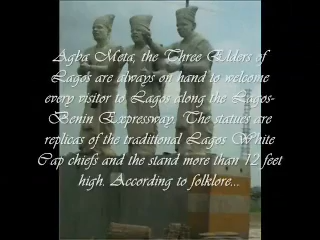 Agba Meta, the Three Elders of
Lagos are always on hand to welcome
every visitor to Lagos along the Lagos-
Benin Expressway. The statues are
replicas of the traditional Lagos White
Cap chiefs and the stand more than 12 feet
high. According to folklore...